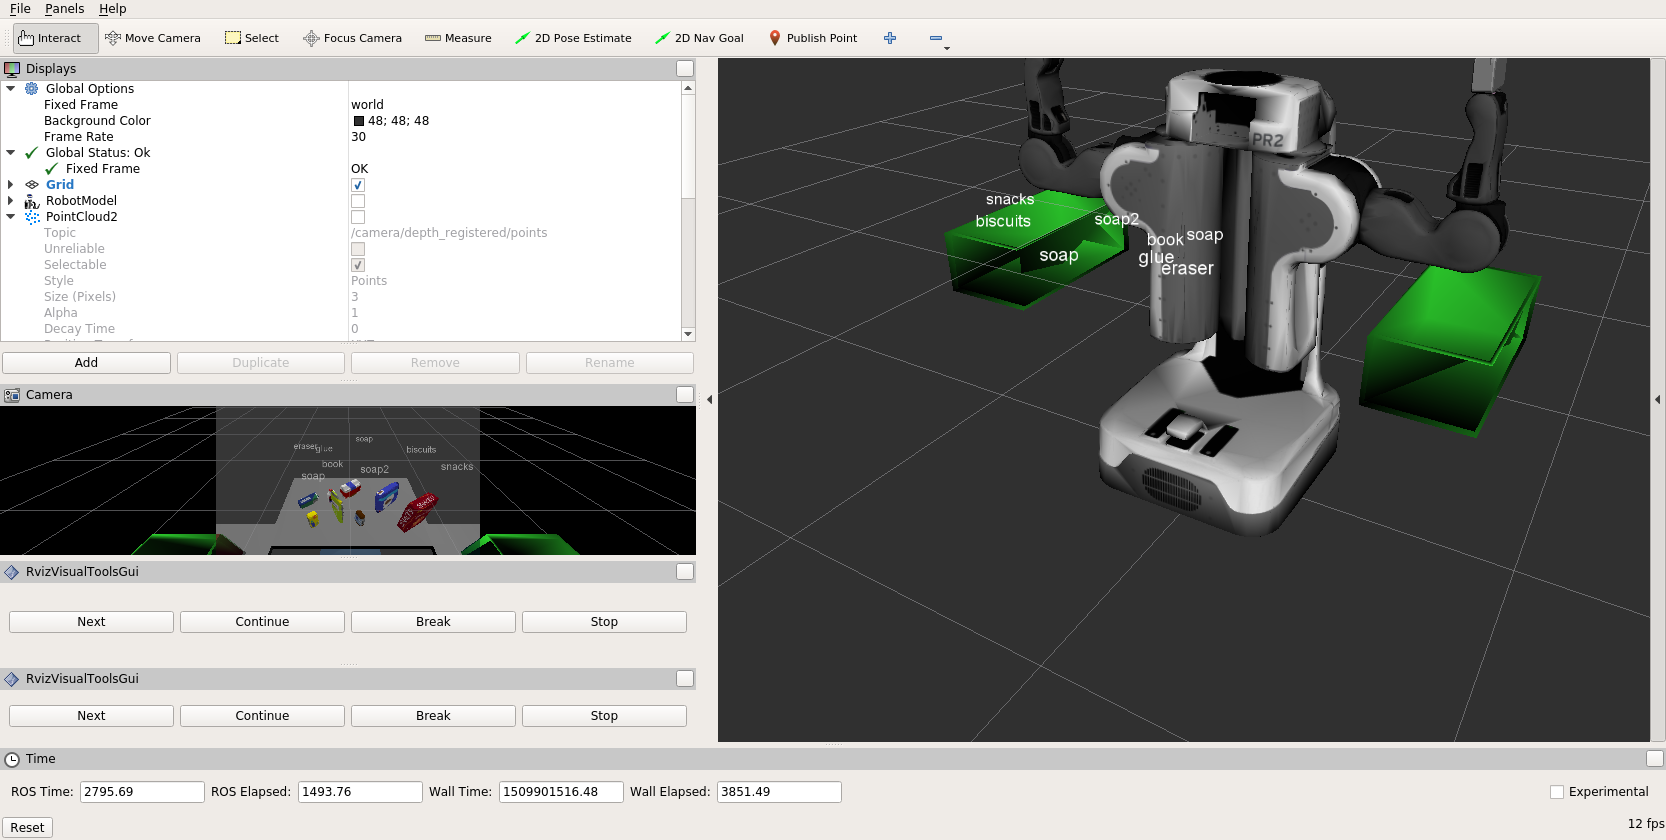 File Panels Help
Interact Move Camera Select Focus Camera Measure 2D Pose Estimate 2D Nav Goal Publish Point
Displays
Global Options
Fixed Frame world
Background Color 48; 48; 48
Frame Rate 30
Global Status: Ok
Fixed Frame OK
Grid
RobotModel
PointCloud2
Topic /camera/depth_registered/points
Unreliable
Selectable
Style Points
Size (Pixels) 3
Alpha 1
Decay Time 0
Add Duplicate Remove Rename
Camera
soap
eraser glue biscuits
book soap2 snacks
soap
RvizVisualToolsGui
Next Continue Break Stop
RvizVisualToolsGui
Next Continue Break Stop
PR2
snacks
biscuits soap2
book soap
soap glue
eraser
Time
ROS Time: 2795.69 ROS Elapsed: 1493.76 Wall Time: 1509901516.48 Wall Elapsed: 3851.49 Experimental
Reset 12 fps